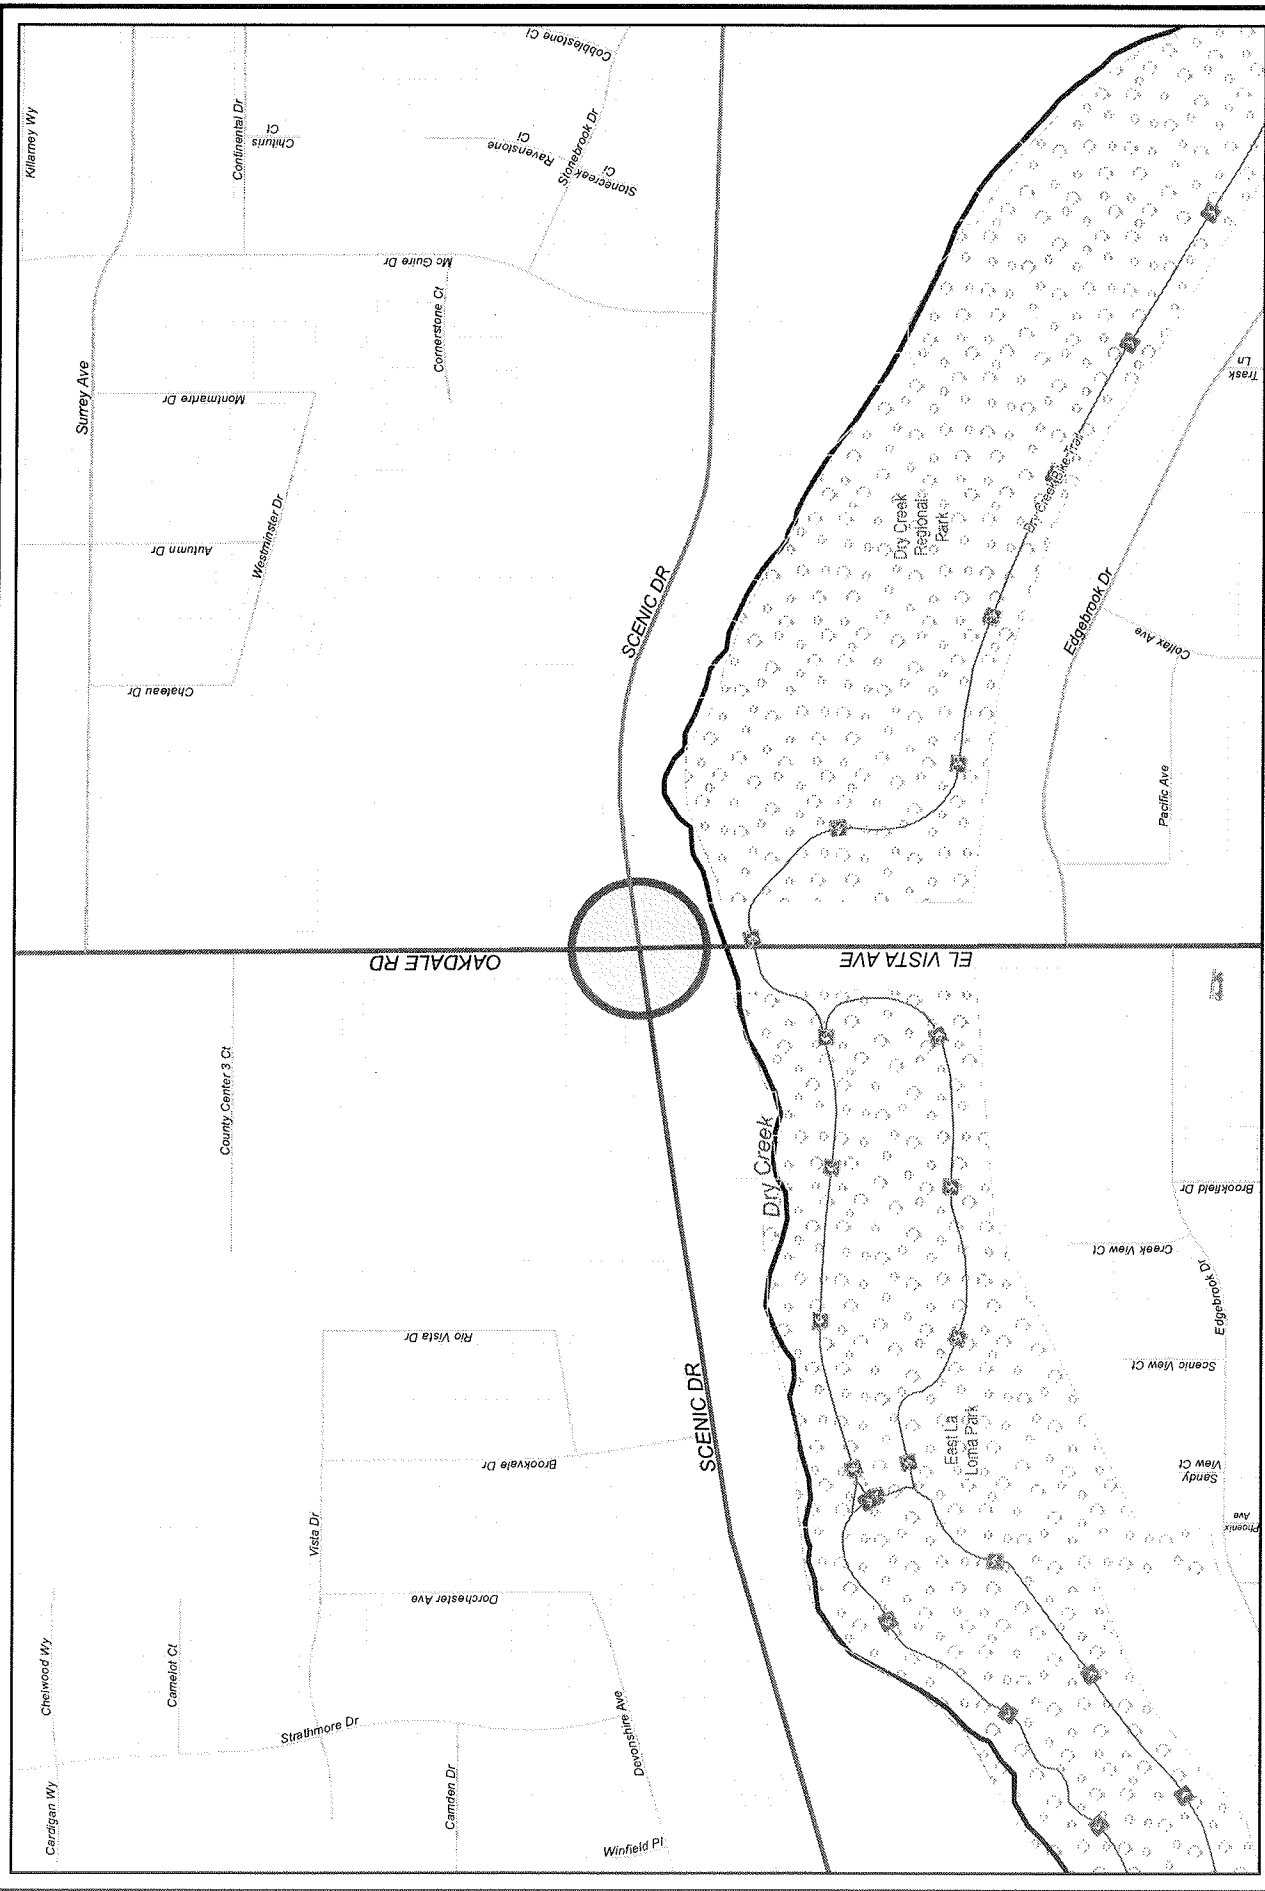 Killarney Wy
Cobblestone Cl
Continental Dr
Chituris
Ct
Ravenstone
Cl
Stonebrook Dr
Stonecreek
Cl
Mc Guire Dr
Cornerstone Ct
Surrey Ave
Montmartre Dr
Autumn Dr
Westminster Dr
Chateau Dr
SCENIC DR
Dry Creek
Regional
Park
Dry Creek Bike Trail
Trask
Ln
Edgebrook Dr
Colfax Ave
Pacific Ave
OAKDALE RD
EL VISTA AVE
County Center 3 Ct
Dry Creek
Rio Vista Dr
Brookvale Dr
SCENIC DR
Vista Dr
Dorchester Ave
East La
Loma Park
Brookfield Dr
Creek View Ct
Edgebrook Dr
Scenic View Ct
Sandy
View Ct
Phoenix
Ave
Chelwood Wy
Camelot Ct
Strathmore Dr
Devonshire Ave
Cardigan Wy
Camden Dr
Winfield Pl